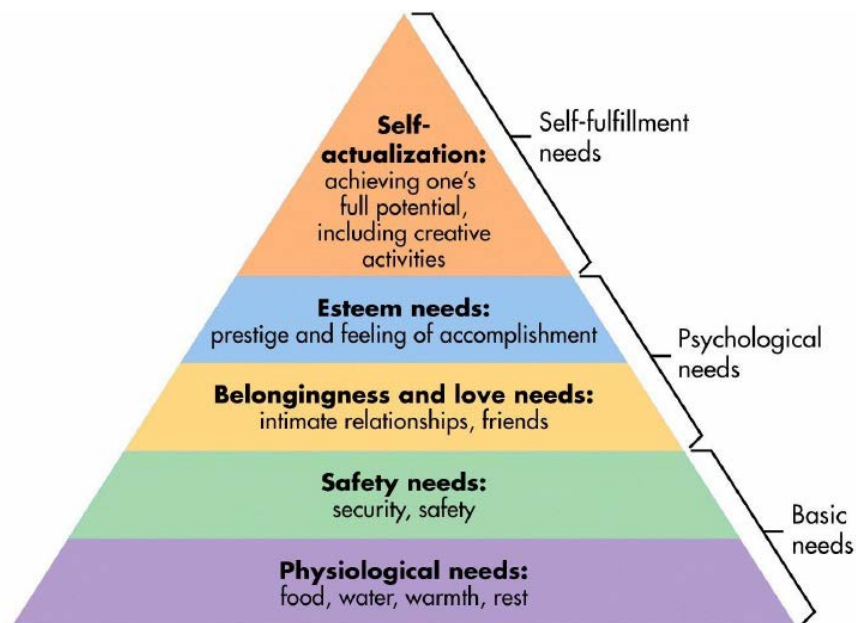 Self-
actualization:
achieving one's
full potential,
including creative
activities
Self-fulfillment
needs
Esteem needs:
prestige and feeling of accomplishment
Belongingness and love needs:
intimate relationships, friends
Psychological
needs
Safety needs:
security, safety
Physiological needs:
food, water, warmth, rest
Basic
needs